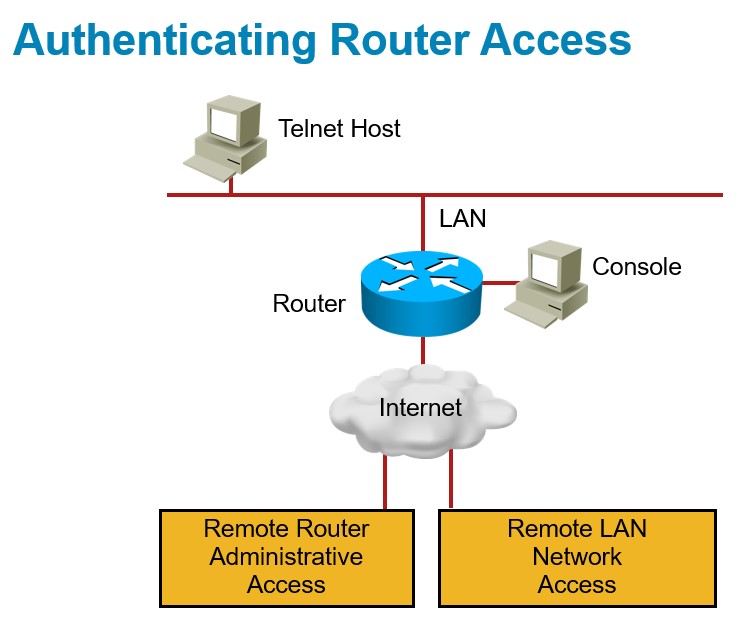 Authenticating Router Access
Telnet Host
LAN
Console
Router
Internet
Remote Router
Administrative
Access
Remote LAN
Network
Access